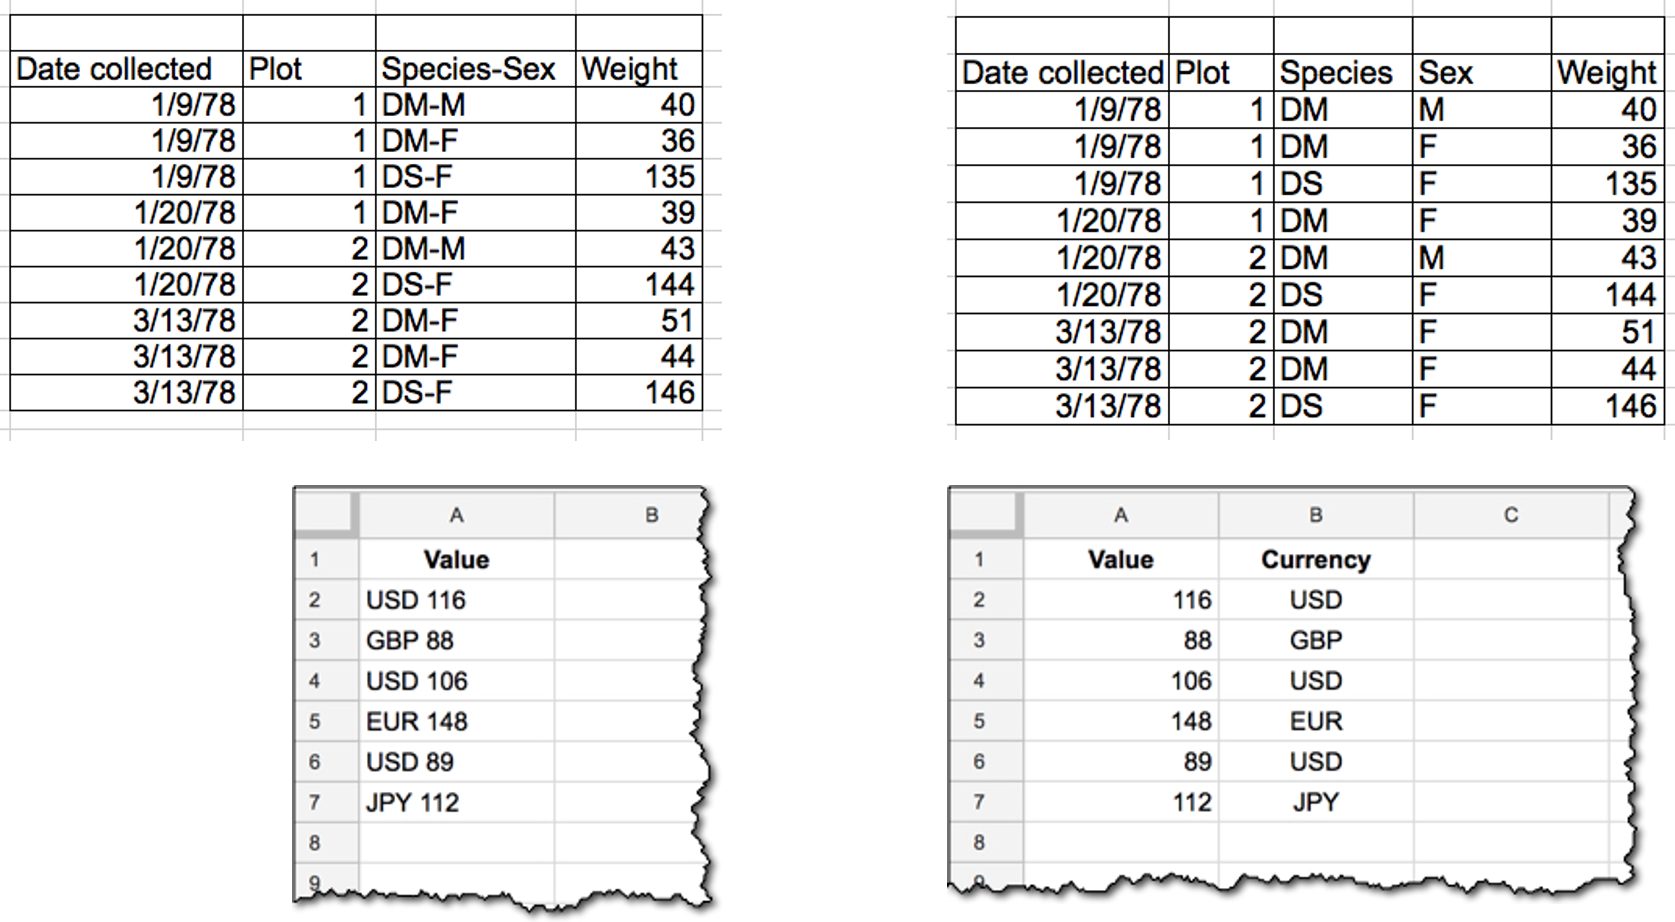 Date collected Plot Species-Sex Weight
1/9/78 1 DM-M 40
1/9/78 1 DM-F 36
1/9/78 1 DS-F 135
1/20/78 1 DM-F 39
1/20/78 2 DM-M 43
1/20/78 2 DS-F 144
3/13/78 2 DM-F 51
3/13/78 2 DM-F 44
3/13/78 2 DS-F 146
Date collected Plot Species Sex Weight
1/9/78 1 DM M 40
1/9/78 1 DM F 36
1/9/78 1 DS F 135
1/20/78 1 DM F 39
1/20/78 2 DM M 43
1/20/78 2 DS F 144
3/13/78 2 DM F 51
3/13/78 2 DM F 44
3/13/78 2 DS F 146
A B
1 Value
2 USD 116
3 GBP 88
4 USD 106
5 EUR 148
6 USD 89
7 JPY 112
8
9
A B C
1 Value Currency
2 116 USD
3 88 GBP
4 106 USD
5 148 EUR
6 89 USD
7 112 JPY
8
9